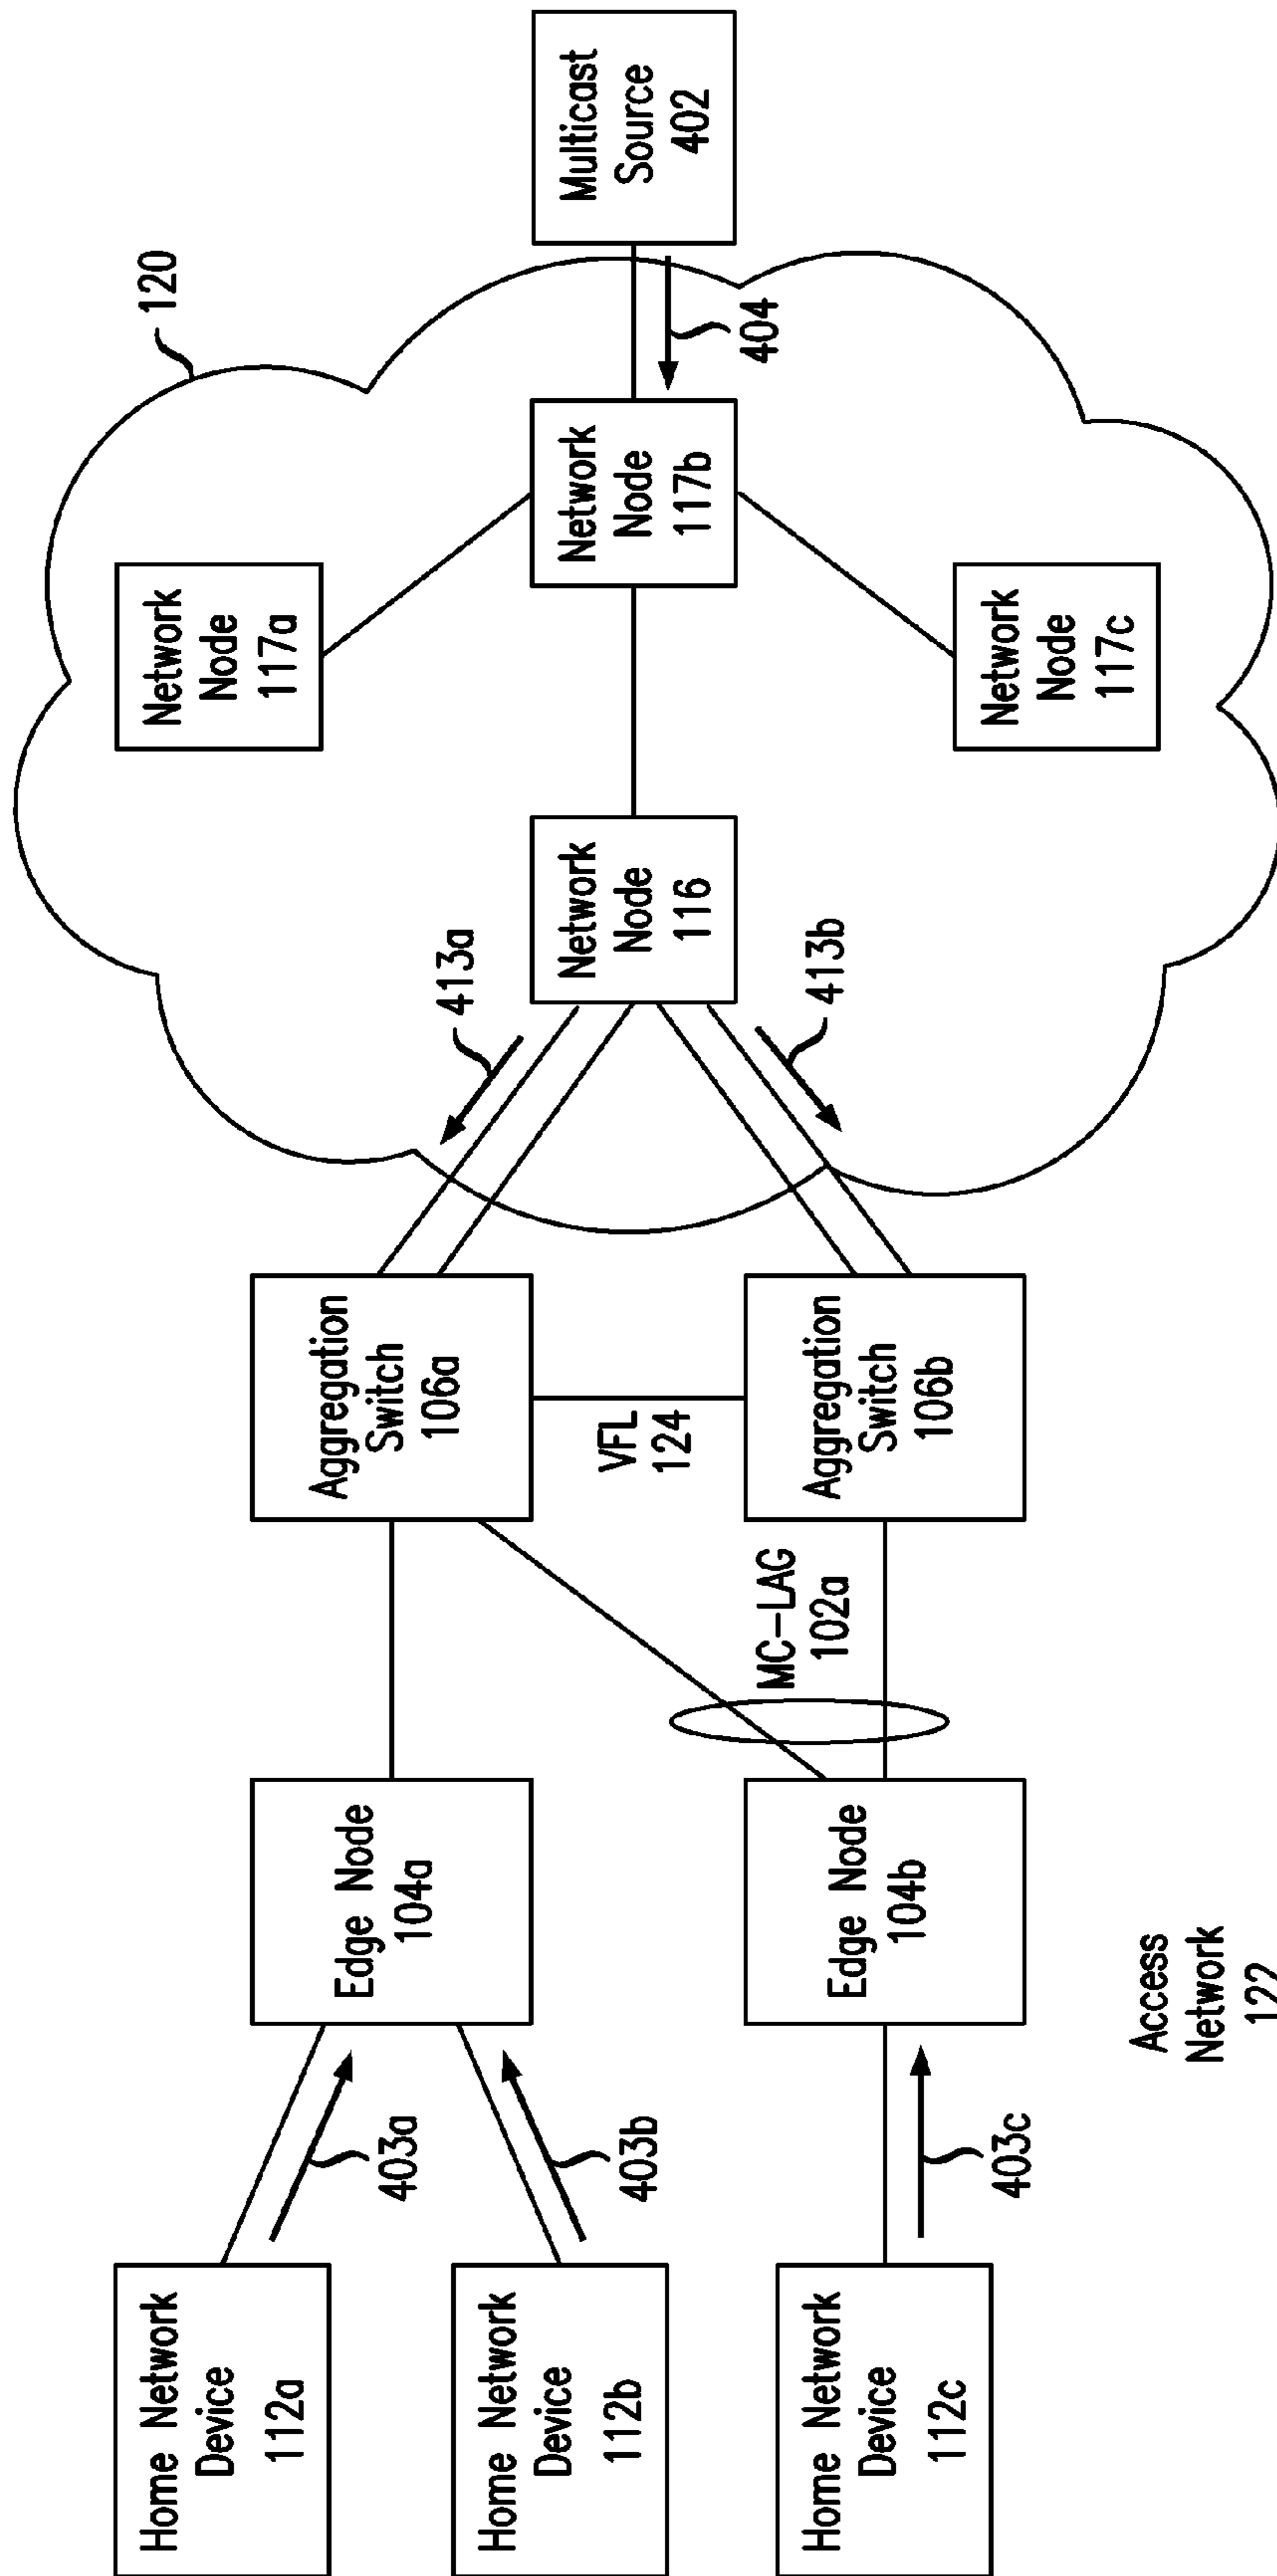 Home Network
Device
112a
Home Network
Device
112b
Home Network
Device
112c
403a
403b
403c
Edge Node
104a
Edge Node
104b
Access
Network
122
MC-LAG
102a
Aggregation
Switch
106a
VFL
124
Aggregation
Switch
106b
413a
413b
Network
Node
116
Network
Node
117a
Network
Node
117b
Network
Node
117c
120
404
Multicast
Source
402